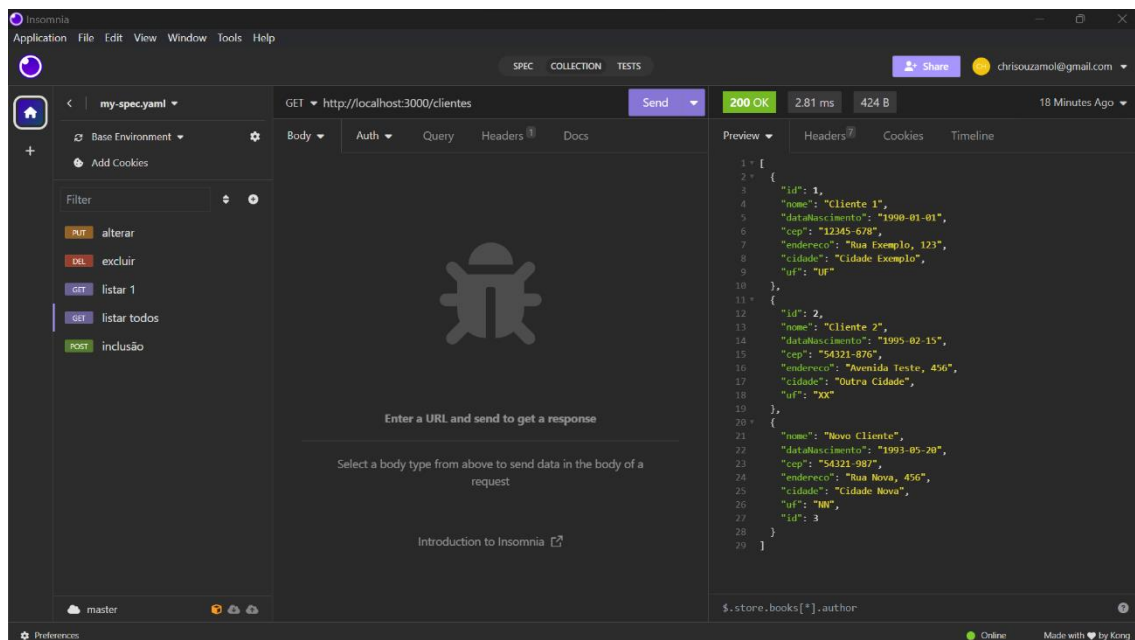 Insomnia
Application File Edit View Window Tools Help
SPEC COLLECTION TESTS
Share
chrisouzamol@gmail.com
my-spec.yaml
GET http://localhost:3000/clientes
Send
200 OK 2.81 ms 424 B
18 Minutes Ago
Base Environment
Body Auth Query Headers 1 Docs
Preview Headers 7 Cookies Timeline
Add Cookies
Filter
PUT alterar
DEL excluir
GET listar 1
GET listar todos
POST inclusão
Enter a URL and send to get a response
Select a body type from above to send data in the body of a
request
Introduction to Insomnia
1 [
2 {
3 "id": 1,
4 "nome": "Cliente 1",
5 "dataNascimento": "1990-01-01",
6 "cep": "12345-678",
7 "endereco": "Rua Exemplo, 123",
8 "cidade": "Cidade Exemplo",
9 "uf": "UF"
10 },
11 {
12 "id": 2,
13 "nome": "Cliente 2",
14 "dataNascimento": "1995-02-15",
15 "cep": "54321-876",
16 "endereco": "Avenida Teste, 456",
17 "cidade": "Outra Cidade",
18 "uf": "XX"
19 },
20 {
21 "nome": "Novo Cliente",
22 "dataNascimento": "1993-05-20",
23 "cep": "54321-987",
24 "endereco": "Rua Nova, 456",
25 "cidade": "Cidade Nova",
26 "uf": "NN",
27 "id": 3
28 }
29 ]
master
$.store.books[*].author
Preferences
Online
Made with ♥ by Kong